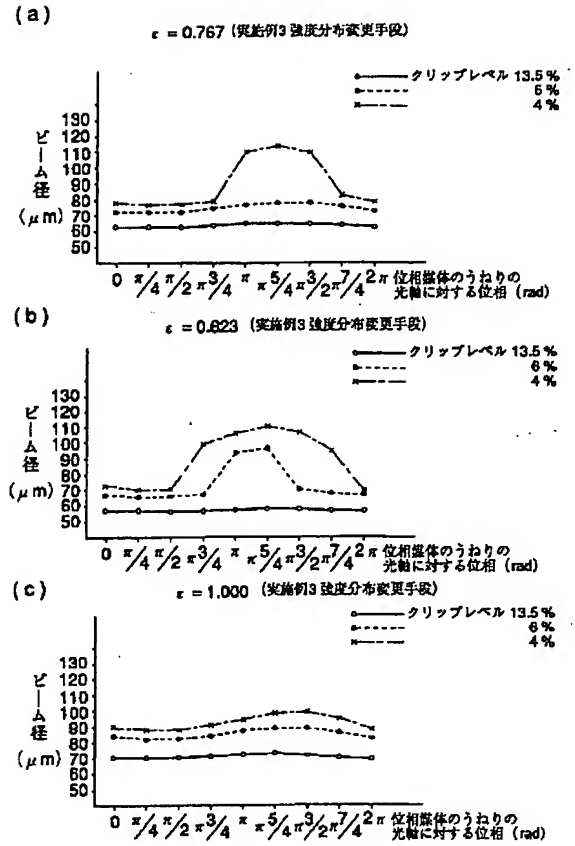 (a)
ε = 0.767 (実施例3 強度分布変更手段)
クリップレベル 13.5 %
6 %
4 %
ビーム径
(μm)
130
120
110
100
90
80
70
60
50
0 π/4 π/2 π3/4 π π5/4 π3/2 π7/4 2π
位相媒体のうねりの
光軸に対する位相 (rad)
(b)
ε = 0.823 (実施例3 強度分布変更手段)
クリップレベル 13.5 %
6 %
4 %
ビーム径
(μm)
130
120
110
100
90
80
70
60
50
0 π/4 π/2 π3/4 π π5/4 π3/2 π7/4 2π
位相媒体のうねりの
光軸に対する位相 (rad)
(c)
ε = 1.000 (実施例3 強度分布変更手段)
クリップレベル 13.5 %
6 %
4 %
ビーム径
(μm)
130
120
110
100
90
80
70
60
50
0 π/4 π/2 π3/4 π π5/4 π3/2 π7/4 2π
位相媒体のうねりの
光軸に対する位相 (rad)